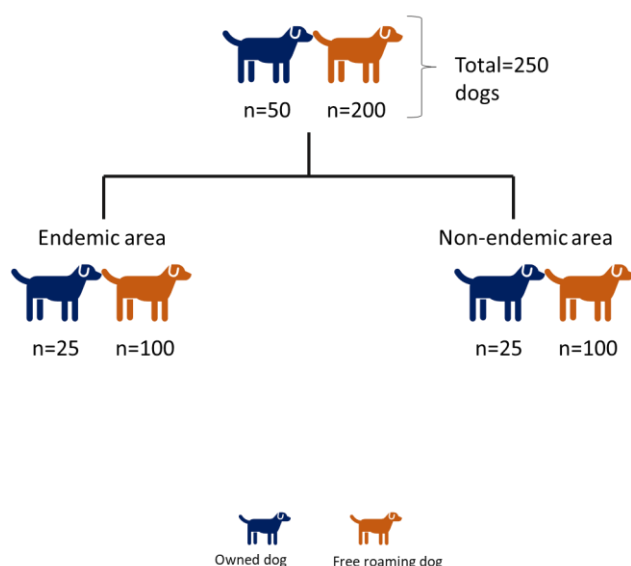 Total=250
dogs
n=50 n=200
Endemic area
Non-endemic area
n=25 n=100
n=25 n=100
Owned dog
Free roaming dog